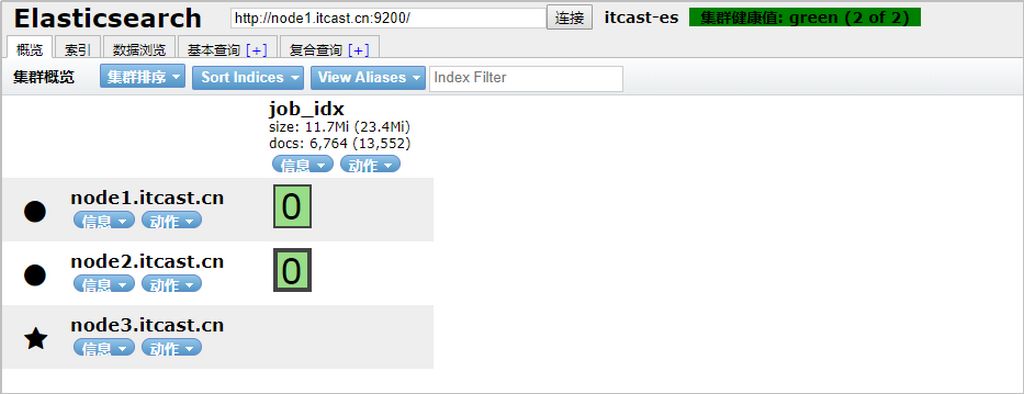 Elasticsearch http://node1.itcast.cn:9200/ 连接 itcast-es 集群健康值: green (2 of 2)
概览 索引 数据浏览 基本查询 [+] 复合查询 [+]
集群概览 集群排序 Sort Indices View Aliases Index Filter
job_idx
size: 11.7Mi (23.4Mi)
docs: 6,764 (13,552)
信息 动作
node1.itcast.cn 0
信息 动作
node2.itcast.cn 0
信息 动作
node3.itcast.cn
信息 动作